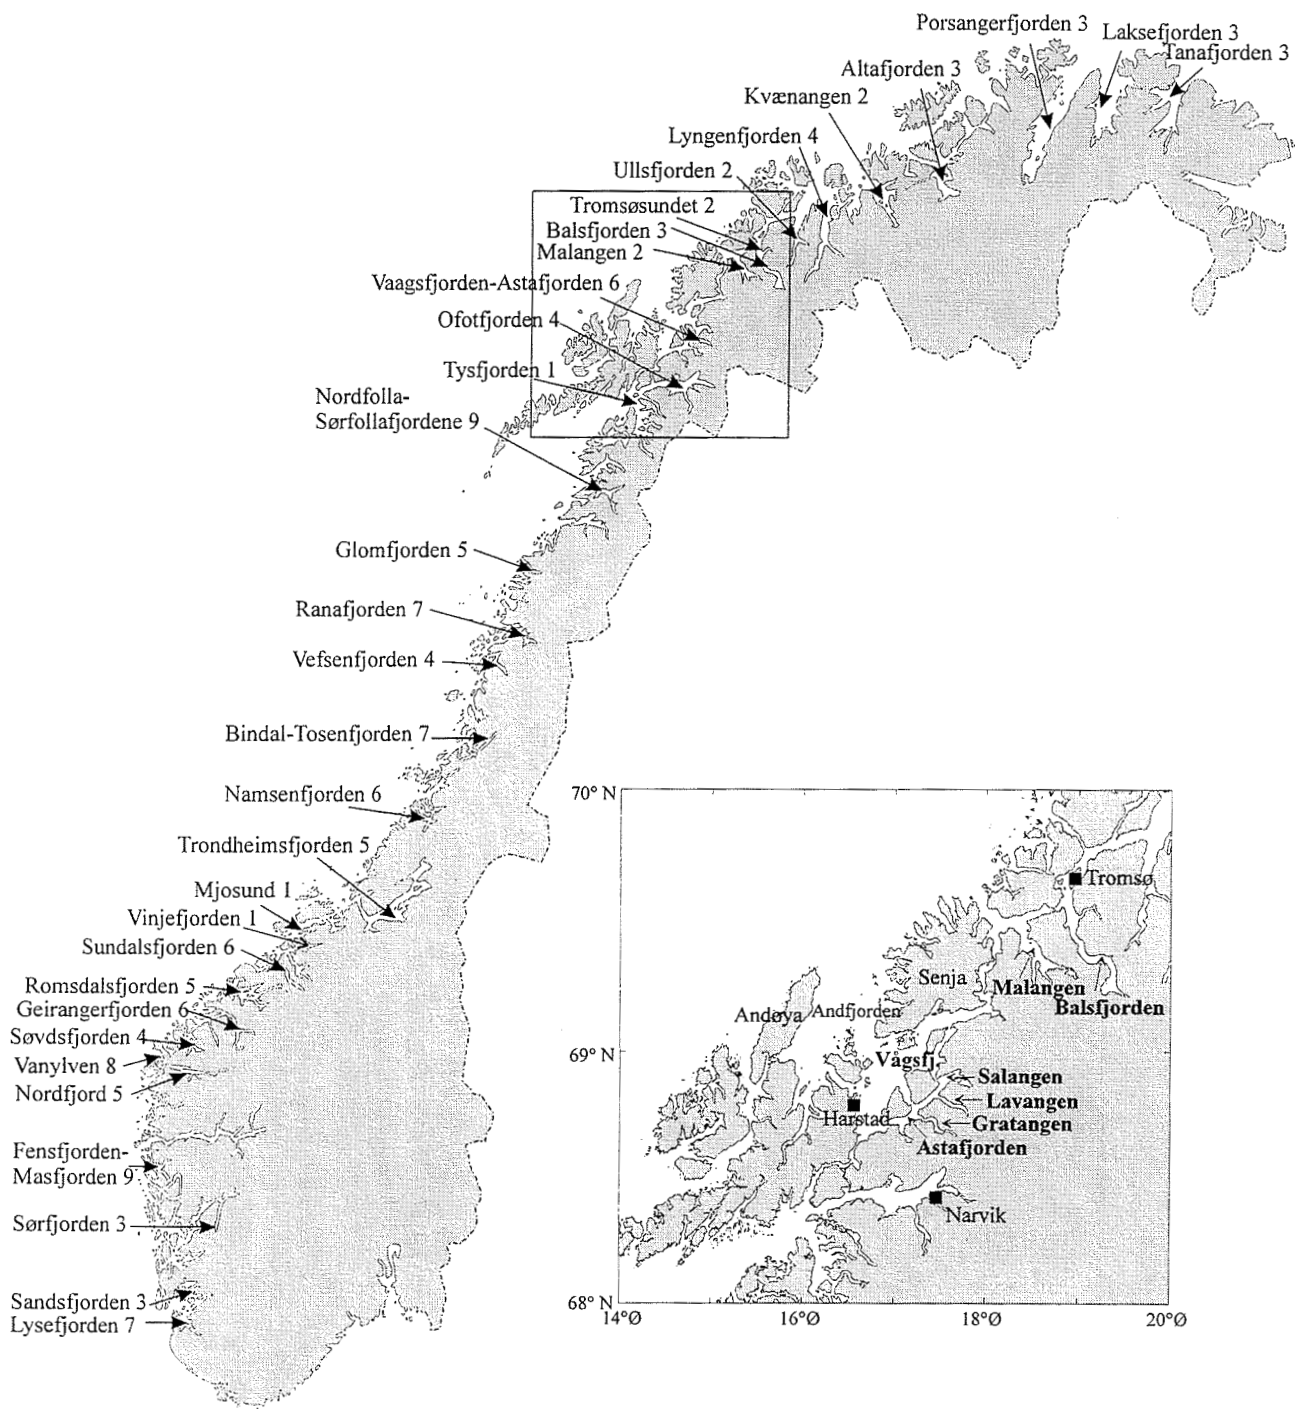 Porsangerfjorden 3
Laksefjorden 3
Tanafjorden 3
Altafjorden 3
Kvænangen 2
Lyngenfjorden 4
Ullsfjorden 2
Tromsøsundet 2
Balsfjorden 3
Malangen 2
Vaagsfjorden-Astafjorden 6
Ofotfjorden 4
Tysfjorden 1
Nordfolla-
Sørfollafjordene 9
Glomfjorden 5
Ranafjorden 7
Vefsenfjorden 4
Bindal-Tosenfjorden 7
Namsenfjorden 6
Trondheimsfjorden 5
Mjosund 1
Vinjefjorden 1
Sundalsfjorden 6
Romsdalsfjorden 5
Geirangerfjorden 6
Søvdsfjorden 4
Vanylven 8
Nordfjord 5
Fensfjorden-
Masfjorden 9
Sørfjorden 3
Sandsfjorden 3
Lysefjorden 7
70° N
Tromsø
Senja
Malangen
Balsfjorden
Andøya
Andfjorden
69° N
Vågsfj.
Salangen
Lavangen
Harstad
Gratangen
Astafjorden
Narvik
68° N
14°Ø
16°Ø
18°Ø
20°Ø